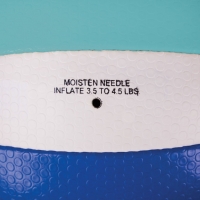 MOISTEN NEEDLE
INFLATE 3.5 TO 4.5 LBS